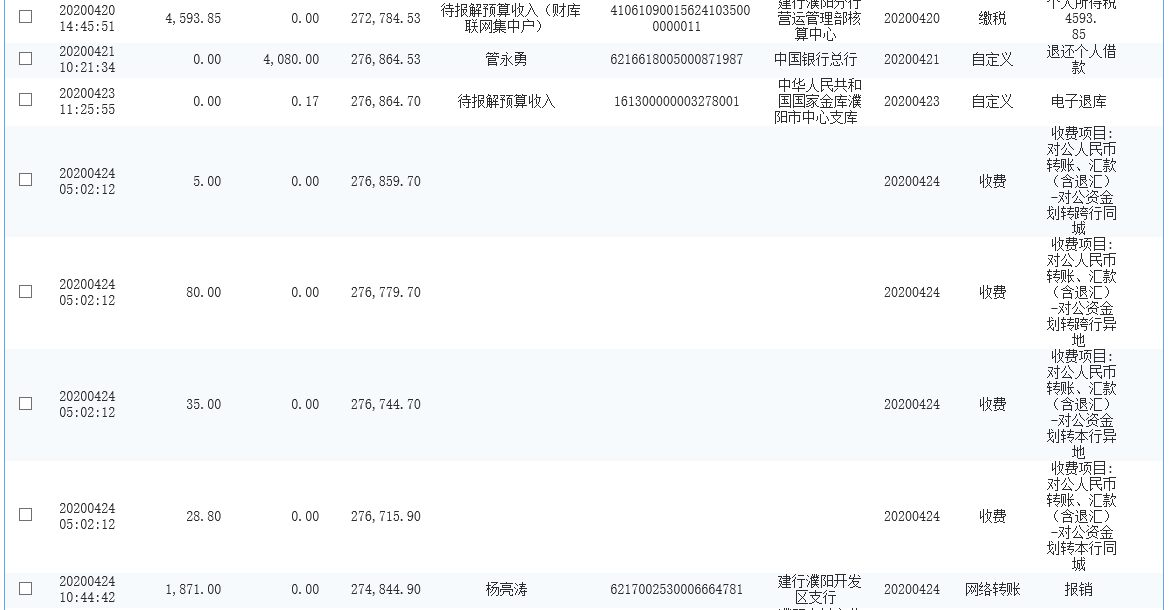 20200420 14:45:51 4,593.85 0.00 272,784.53 待报解预算收入（财库联网集中户） 410610900156241035000000011 建行濮阳分行营运管理部核算中心 20200420 缴税 个人所得税4593.85
20200421 10:21:34 0.00 4,080.00 276,864.53 管永勇 6216618005000871987 中国银行总行 20200421 自定义 退还个人借款
20200423 11:25:55 0.00 0.17 276,864.70 待报解预算收入 161300000003278001 中华人民共和国国家金库濮阳市中心支库 20200423 自定义 电子退库
20200424 05:02:12 5.00 0.00 276,859.70 20200424 收费 收费项目:对公人民币转账、汇款（含退汇）-对公资金划转跨行同城
20200424 05:02:12 80.00 0.00 276,779.70 20200424 收费 收费项目:对公人民币转账、汇款（含退汇）-对公资金划转跨行异地
20200424 05:02:12 35.00 0.00 276,744.70 20200424 收费 收费项目:对公人民币转账、汇款（含退汇）-对公资金划转本行异地
20200424 05:02:12 28.80 0.00 276,715.90 20200424 收费 收费项目:对公人民币转账、汇款（含退汇）-对公资金划转本行同城
20200424 10:44:42 1,871.00 0.00 274,844.90 杨亮涛 6217002530006664781 建行濮阳开发区支行 20200424 网络转账 报销